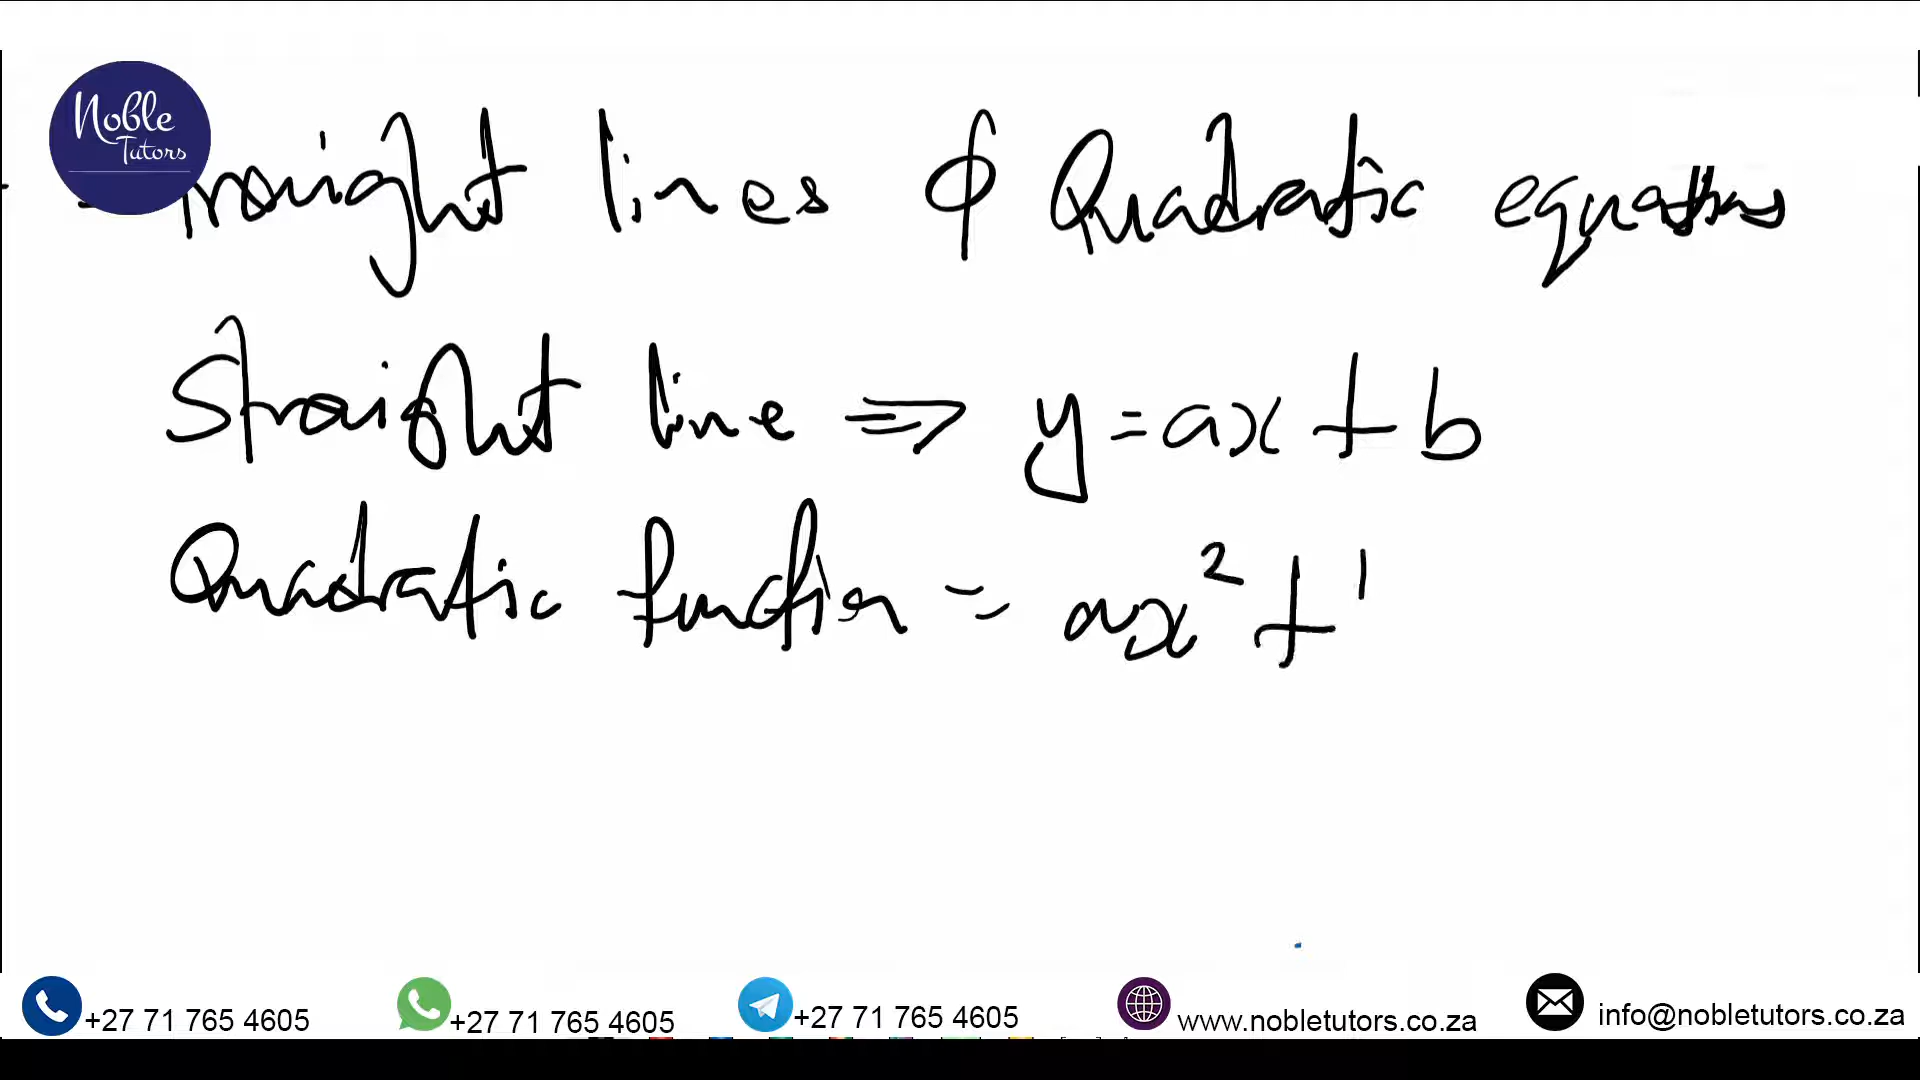 Noble
Tutors
Straight lines & Quadratic equations
Straight line ⇒ y = ax + b
Quadratic function = ax² +
+27 71 765 4605
+27 71 765 4605
+27 71 765 4605
www.nobletutors.co.za
info@nobletutors.co.za